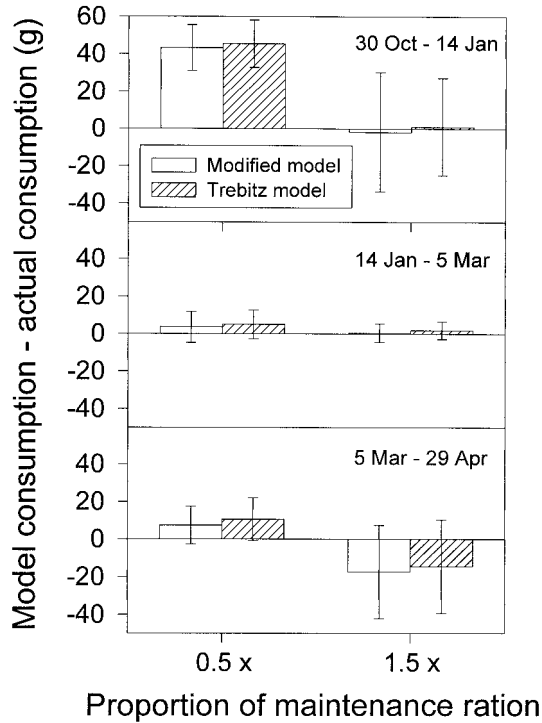 Model consumption - actual consumption (g)
60
40
20
0
-20
-40
30 Oct - 14 Jan
Modified model
Trebitz model
40
20
0
-20
-40
14 Jan - 5 Mar
40
20
0
-20
-40
5 Mar - 29 Apr
0.5 x
1.5 x
Proportion of maintenance ration